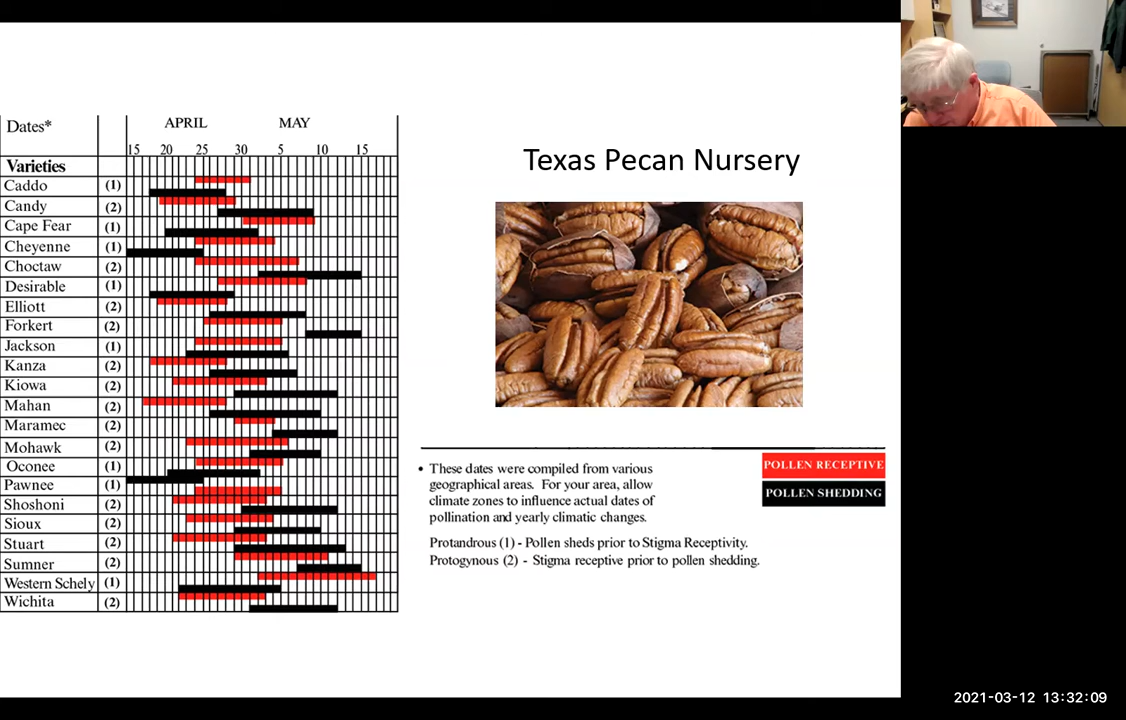 Dates*
APRIL MAY
15 20 25 30 5 10 15
Varieties
Caddo (1)
Candy (2)
Cape Fear (1)
Cheyenne (1)
Choctaw (2)
Desirable (1)
Elliott (2)
Forkert (2)
Jackson (1)
Kanza (2)
Kiowa (2)
Mahan (2)
Maramec (2)
Mohawk (2)
Oconee (1)
Pawnee (1)
Shoshoni (2)
Sioux (2)
Stuart (2)
Sumner (2)
Western Schely (1)
Wichita (2)
Texas Pecan Nursery
• These dates were compiled from various
geographical areas. For your area, allow
climate zones to influence actual dates of
pollination and yearly climatic changes.
Protandrous (1) - Pollen sheds prior to Stigma Receptivity.
Protogynous (2) - Stigma receptive prior to pollen shedding.
POLLEN RECEPTIVE
POLLEN SHEDDING
2021-03-12 13:32:09